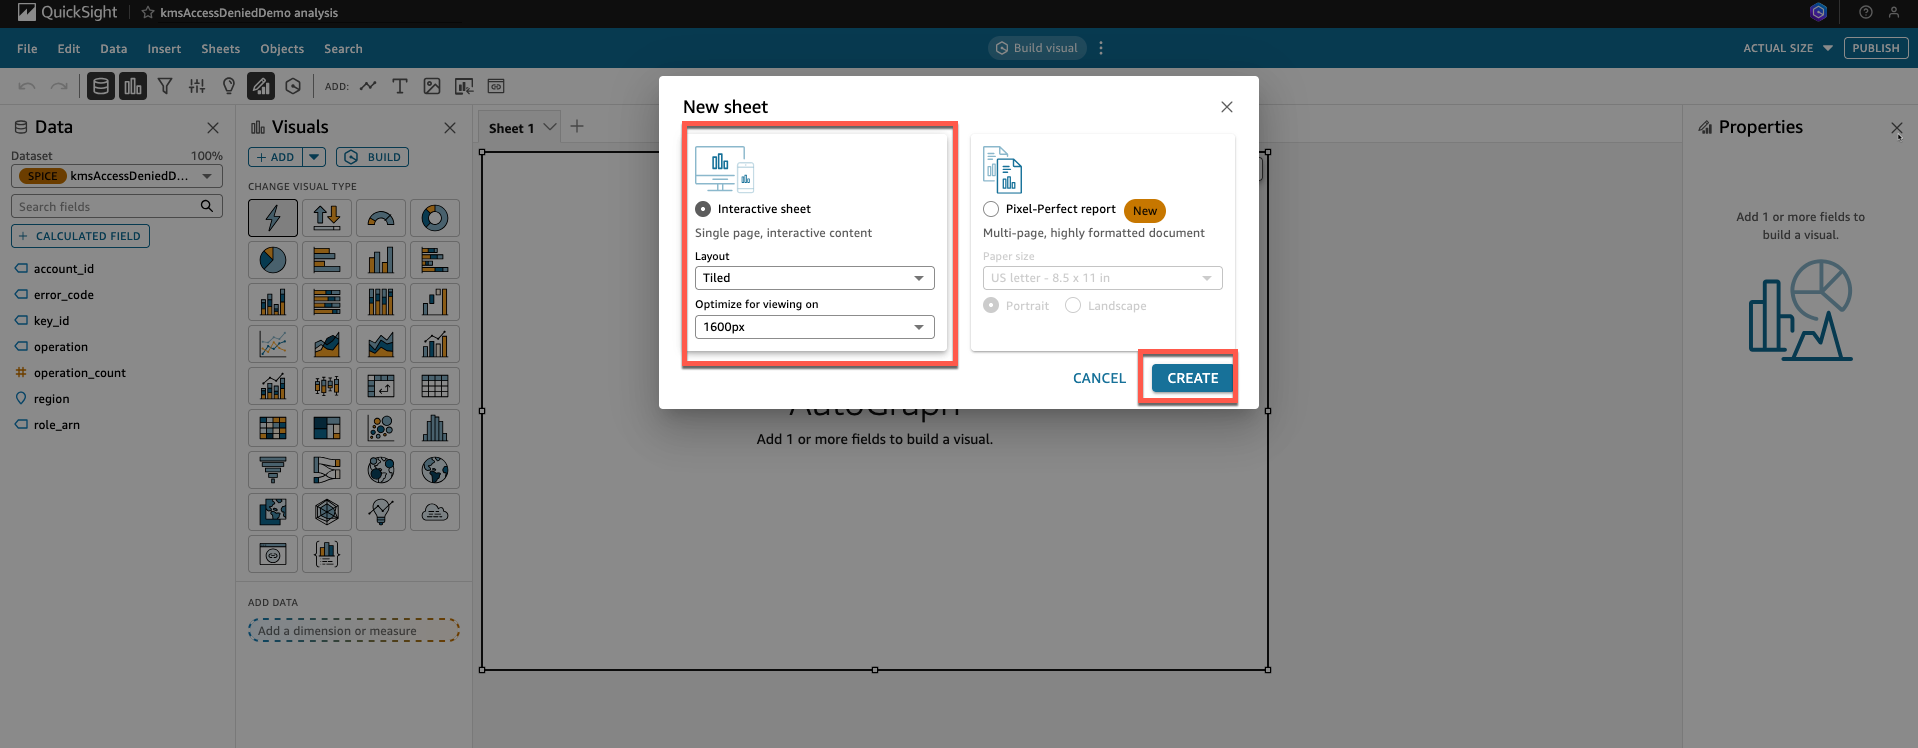 QuickSight
kmsAccessDeniedDemo analysis
File Edit Data Insert Sheets Objects Search
Build visual
ACTUAL SIZE
PUBLISH
ADD:
Data
Dataset 100%
SPICE kmsAccessDeniedD...
Search fields
+ CALCULATED FIELD
account_id
error_code
key_id
operation
# operation_count
region
role_arn
Visuals
+ ADD
BUILD
CHANGE VISUAL TYPE
ADD DATA
Add a dimension or measure
Sheet 1
New sheet
Interactive sheet
Single page, interactive content
Layout
Tiled
Optimize for viewing on
1600px
Pixel-Perfect report New
Multi-page, highly formatted document
Paper size
US letter - 8.5 x 11 in
Portrait Landscape
CANCEL
CREATE
AutoGraph
Add 1 or more fields to build a visual.
Properties
Add 1 or more fields to
build a visual.